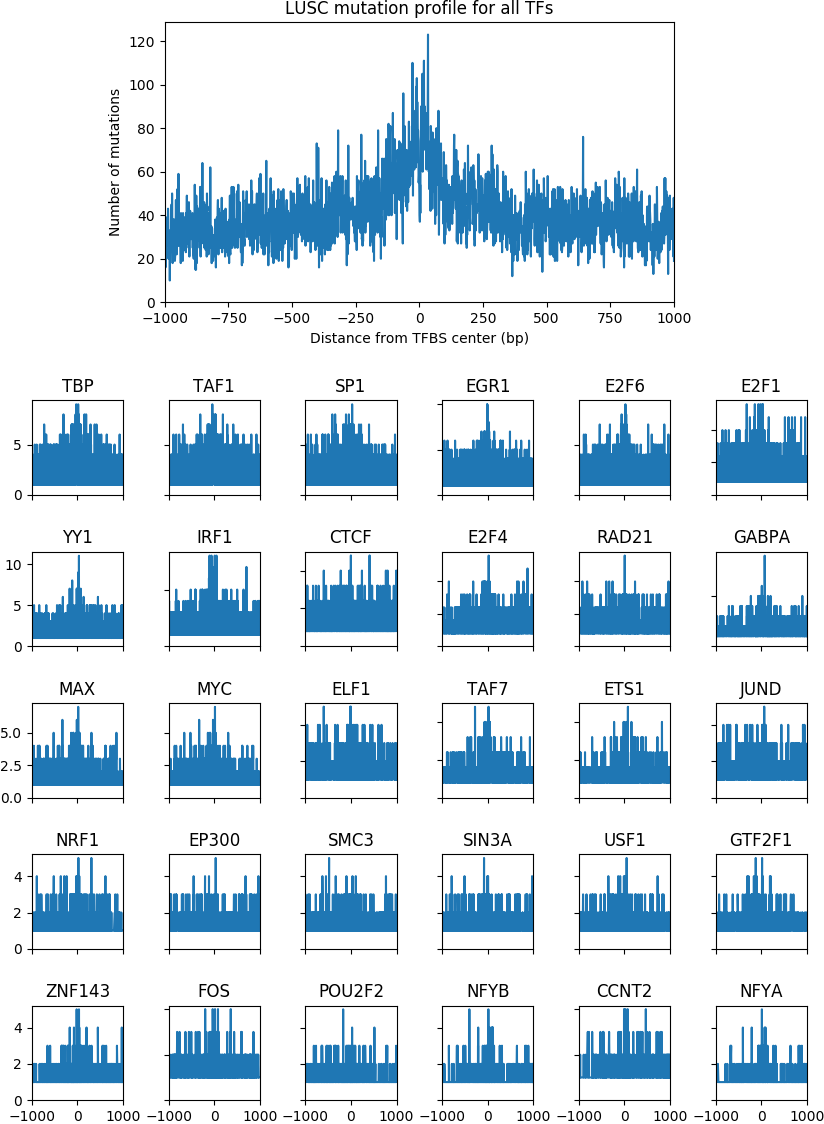 LUSC mutation profile for all TFs
120
100
80
60
40
20
0
Number of mutations
−1000 −750 −500 −250 0 250 500 750 1000
Distance from TFBS center (bp)
TBP TAF1 SP1 EGR1 E2F6 E2F1
5
0
YY1 IRF1 CTCF E2F4 RAD21 GABPA
10
5
0
MAX MYC ELF1 TAF7 ETS1 JUND
5.0
2.5
0.0
NRF1 EP300 SMC3 SIN3A USF1 GTF2F1
4
2
0
ZNF143 FOS POU2F2 NFYB CCNT2 NFYA
4
2
0
−1000 0 1000 −1000 0 1000 −1000 0 1000 −1000 0 1000 −1000 0 1000 −1000 0 1000